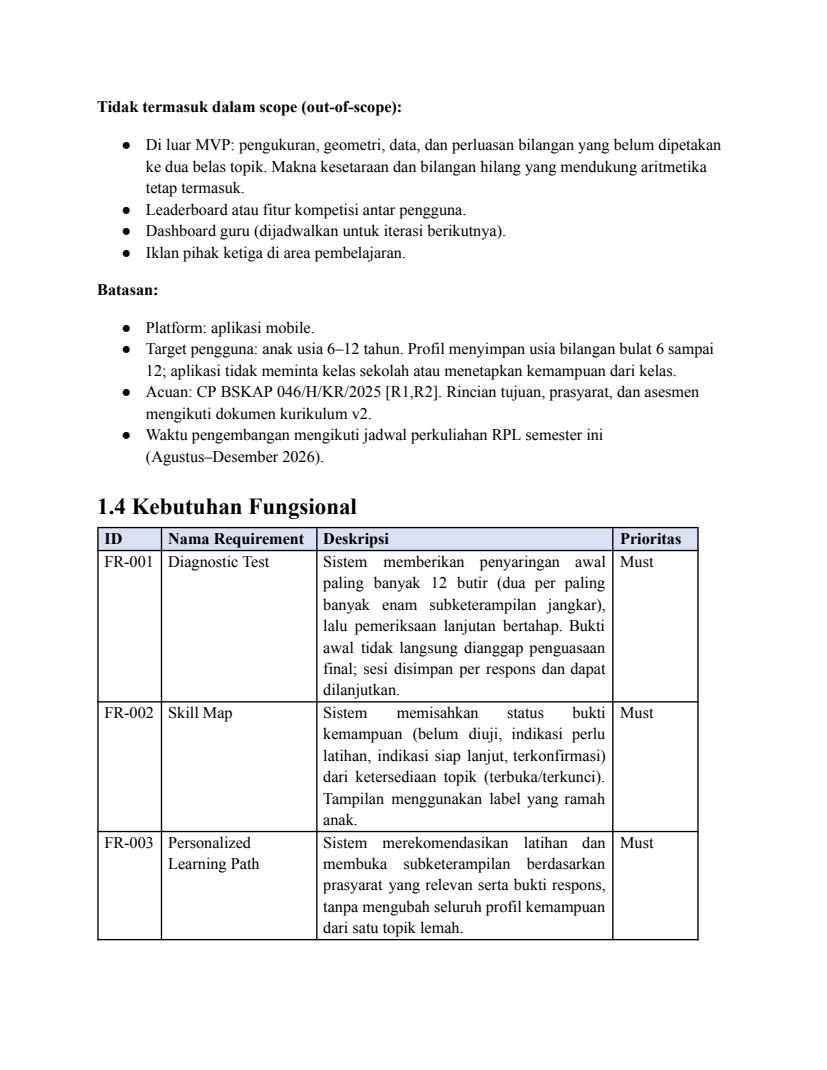 Tidak termasuk dalam scope (out-of-scope):
● Di luar MVP: pengukuran, geometri, data, dan perluasan bilangan yang belum dipetakan
ke dua belas topik. Makna kesetaraan dan bilangan hilang yang mendukung aritmetika
tetap termasuk.
● Leaderboard atau fitur kompetisi antar pengguna.
● Dashboard guru (dijadwalkan untuk iterasi berikutnya).
● Iklan pihak ketiga di area pembelajaran.
Batasan:
● Platform: aplikasi mobile.
● Target pengguna: anak usia 6–12 tahun. Profil menyimpan usia bilangan bulat 6 sampai
12; aplikasi tidak meminta kelas sekolah atau menetapkan kemampuan dari kelas.
● Acuan: CP BSKAP 046/H/KR/2025 [R1,R2]. Rincian tujuan, prasyarat, dan asesmen
mengikuti dokumen kurikulum v2.
● Waktu pengembangan mengikuti jadwal perkuliahan RPL semester ini
(Agustus–Desember 2026).
1.4 Kebutuhan Fungsional
ID Nama Requirement Deskripsi Prioritas
FR-001 Diagnostic Test Sistem memberikan penyaringan awal Must
paling banyak 12 butir (dua per paling
banyak enam subketerampilan jangkar),
lalu pemeriksaan lanjutan bertahap. Bukti
awal tidak langsung dianggap penguasaan
final; sesi disimpan per respons dan dapat
dilanjutkan.
FR-002 Skill Map Sistem memisahkan status bukti Must
kemampuan (belum diuji, indikasi perlu
latihan, indikasi siap lanjut, terkonfirmasi)
dari ketersediaan topik (terbuka/terkunci).
Tampilan menggunakan label yang ramah
anak.
FR-003 Personalized Sistem merekomendasikan latihan dan Must
Learning Path membuka subketerampilan berdasarkan
prasyarat yang relevan serta bukti respons,
tanpa mengubah seluruh profil kemampuan
dari satu topik lemah.